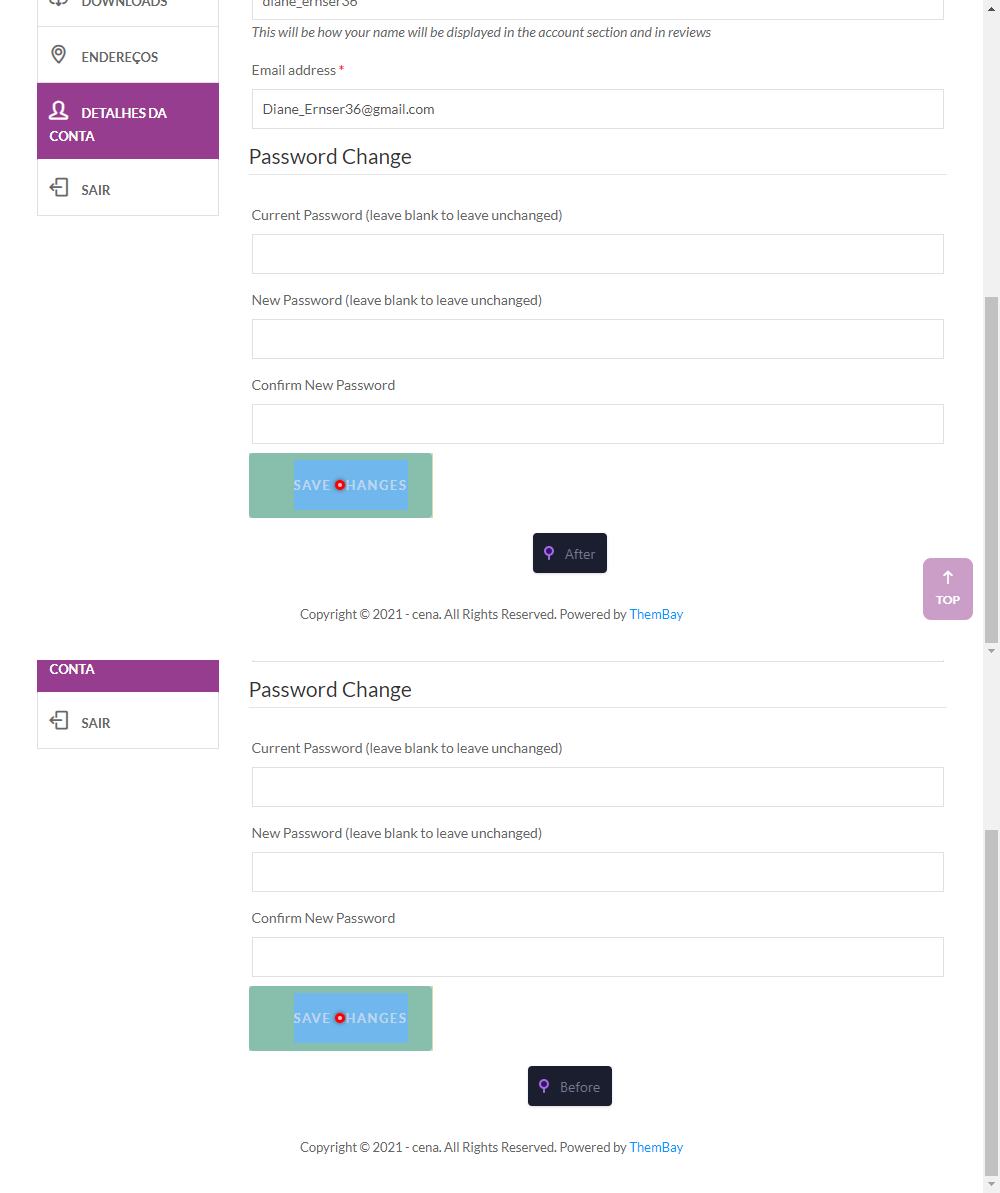 DOWNLOADS
diane_ernser36
This will be how your name will be displayed in the account section and in reviews
ENDEREÇOS
Email address *
DETALHES DA
CONTA
Diane_Ernser36@gmail.com
Password Change
SAIR
Current Password (leave blank to leave unchanged)
New Password (leave blank to leave unchanged)
Confirm New Password
SAVE CHANGES
After
TOP
Copyright © 2021 - cena. All Rights Reserved. Powered by ThemBay
CONTA
Password Change
SAIR
Current Password (leave blank to leave unchanged)
New Password (leave blank to leave unchanged)
Confirm New Password
SAVE CHANGES
Before
Copyright © 2021 - cena. All Rights Reserved. Powered by ThemBay